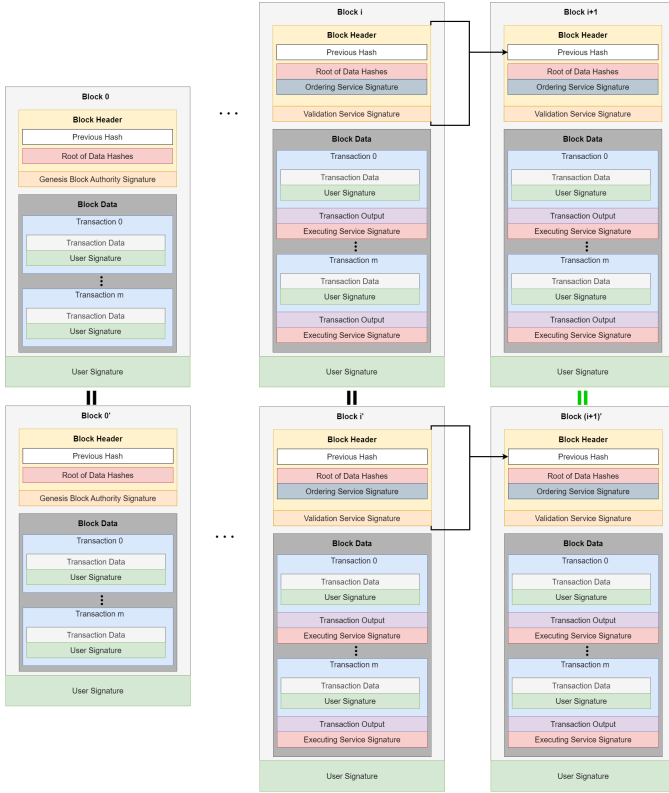 Block 0
Block Header
Previous Hash
Root of Data Hashes
Genesis Block Authority Signature
Block Data
Transaction 0
Transaction Data
User Signature
Transaction m
Transaction Data
User Signature
User Signature
. . .
Block i
Block Header
Previous Hash
Root of Data Hashes
Ordering Service Signature
Validation Service Signature
Block Data
Transaction 0
Transaction Data
User Signature
Transaction Output
Executing Service Signature
Transaction m
Transaction Data
User Signature
Transaction Output
Executing Service Signature
User Signature
Block i+1
Block Header
Previous Hash
Root of Data Hashes
Ordering Service Signature
Validation Service Signature
Block Data
Transaction 0
Transaction Data
User Signature
Transaction Output
Executing Service Signature
Transaction m
Transaction Data
User Signature
Transaction Output
Executing Service Signature
User Signature
Block 0'
Block Header
Previous Hash
Root of Data Hashes
Genesis Block Authority Signature
Block Data
Transaction 0
Transaction Data
User Signature
Transaction m
Transaction Data
User Signature
User Signature
. . .
Block i'
Block Header
Previous Hash
Root of Data Hashes
Ordering Service Signature
Validation Service Signature
Block Data
Transaction 0
Transaction Data
User Signature
Transaction Output
Executing Service Signature
Transaction m
Transaction Data
User Signature
Transaction Output
Executing Service Signature
User Signature
Block (i+1)'
Block Header
Previous Hash
Root of Data Hashes
Ordering Service Signature
Validation Service Signature
Block Data
Transaction 0
Transaction Data
User Signature
Transaction Output
Executing Service Signature
Transaction m
Transaction Data
User Signature
Transaction Output
Executing Service Signature
User Signature